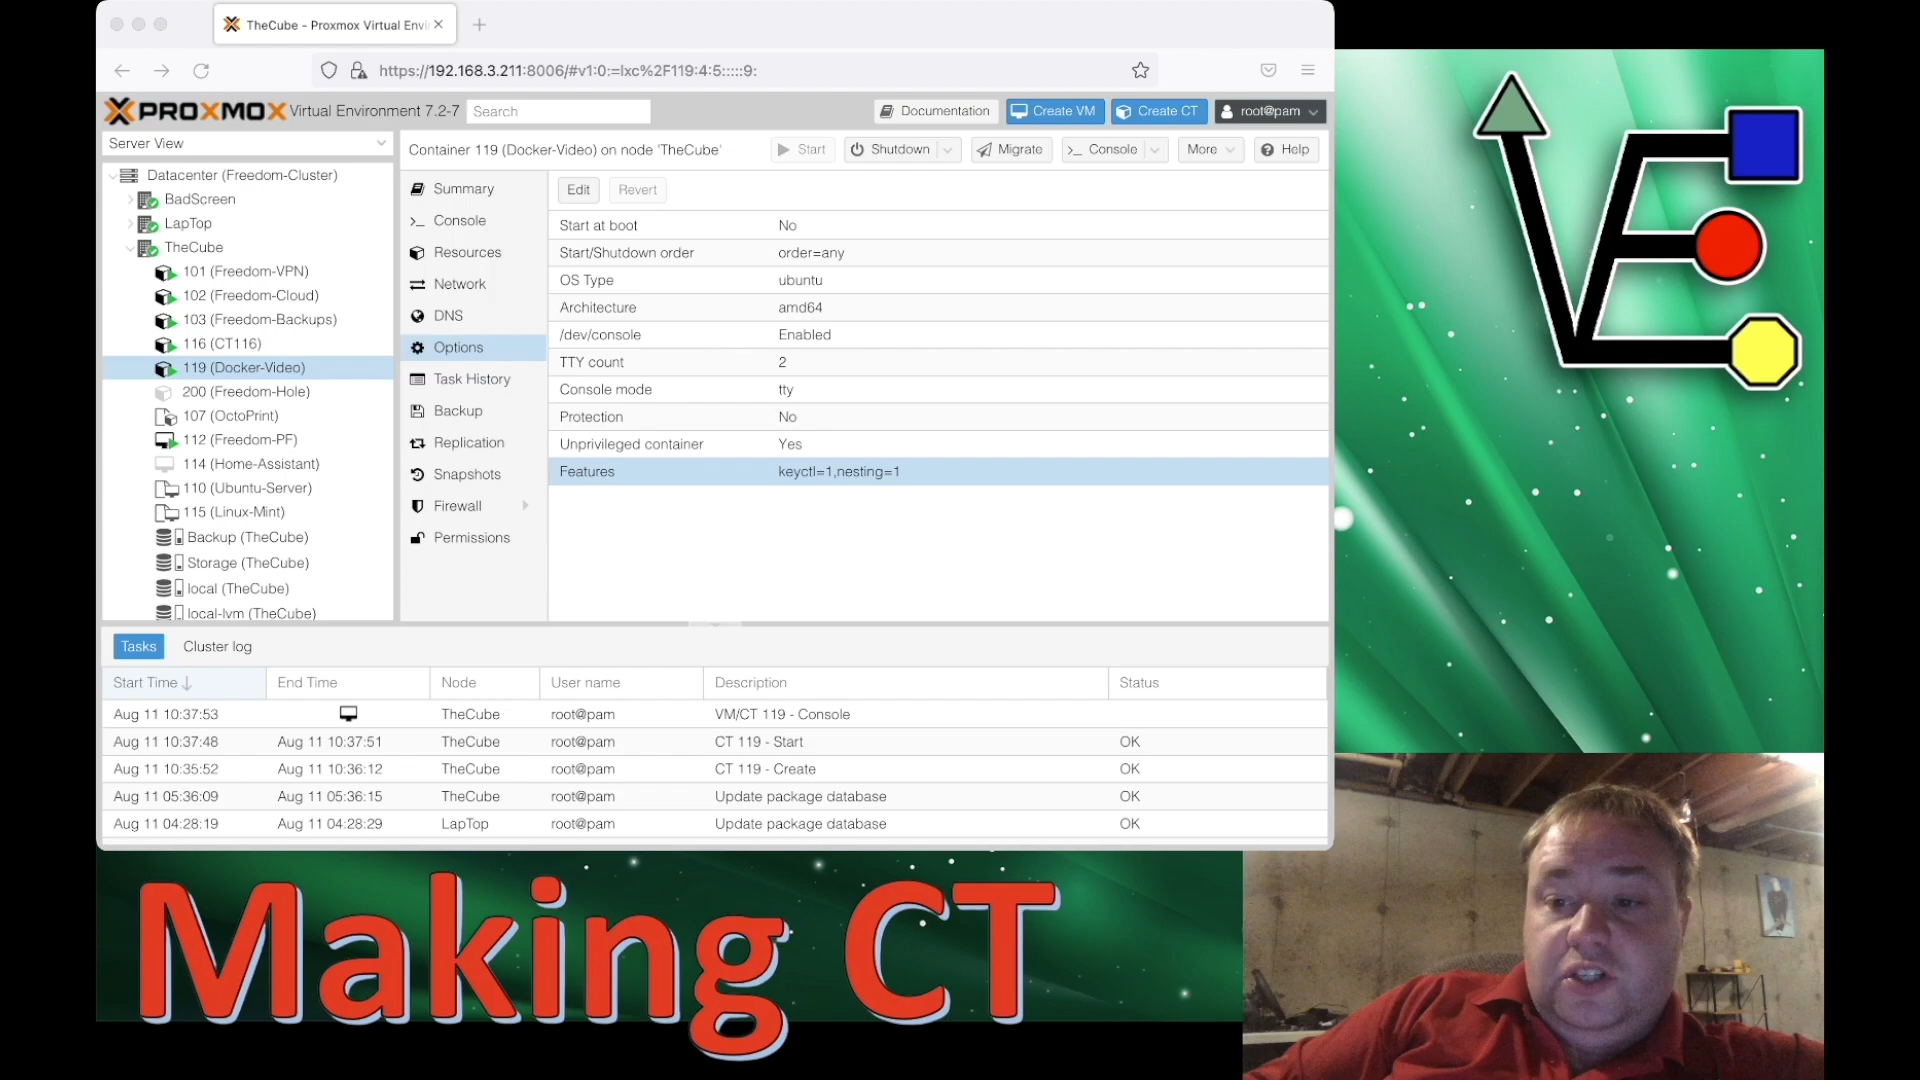 TheCube - Proxmox Virtual Envi
https://192.168.3.211:8006/#v1:0:=lxc%2F119:4:5:::::9:
PROXMOX Virtual Environment 7.2-7
Search
Documentation
Create VM
Create CT
root@pam
Server View
Datacenter (Freedom-Cluster)
BadScreen
LapTop
TheCube
101 (Freedom-VPN)
102 (Freedom-Cloud)
103 (Freedom-Backups)
116 (CT116)
119 (Docker-Video)
200 (Freedom-Hole)
107 (OctoPrint)
112 (Freedom-PF)
114 (Home-Assistant)
110 (Ubuntu-Server)
115 (Linux-Mint)
Backup (TheCube)
Storage (TheCube)
local (TheCube)
local-lvm (TheCube)
Container 119 (Docker-Video) on node 'TheCube'
Start
Shutdown
Migrate
Console
More
Help
Summary
Console
Resources
Network
DNS
Options
Task History
Backup
Replication
Snapshots
Firewall
Permissions
Edit
Revert
Start at boot No
Start/Shutdown order order=any
OS Type ubuntu
Architecture amd64
/dev/console Enabled
TTY count 2
Console mode tty
Protection No
Unprivileged container Yes
Features keyctl=1,nesting=1
Tasks
Cluster log
Start Time End Time Node User name Description Status
Aug 11 10:37:53 TheCube root@pam VM/CT 119 - Console
Aug 11 10:37:48 Aug 11 10:37:51 TheCube root@pam CT 119 - Start OK
Aug 11 10:35:52 Aug 11 10:36:12 TheCube root@pam CT 119 - Create OK
Aug 11 05:36:09 Aug 11 05:36:15 TheCube root@pam Update package database OK
Aug 11 04:28:19 Aug 11 04:28:29 LapTop root@pam Update package database OK
Making CT